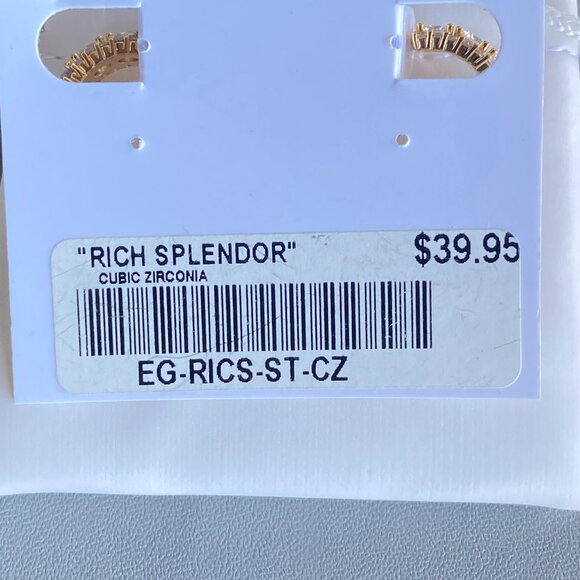 "RICH SPLENDOR" $39.95
CUBIC ZIRCONIA
EG-RICS-ST-CZ